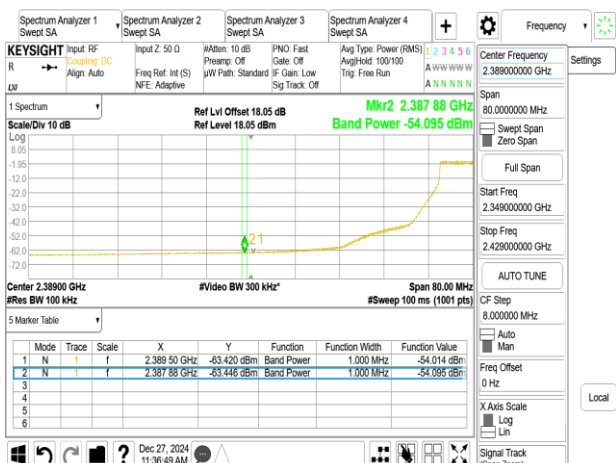 Spectrum Analyzer 1
Swept SA
Spectrum Analyzer 2
Swept SA
Spectrum Analyzer 3
Swept SA
Spectrum Analyzer 4
Swept SA
+
Frequency
KEYSIGHT
R
Input: RF
Coupling: DC
Align: Auto
Input Z: 50 Ω
Freq Ref: Int (S)
NFE: Adaptive
#Atten: 10 dB
Preamp: Off
µW Path: Standard
PNO: Fast
Gate: Off
IF Gain: Low
Sig Track: Off
Avg Type: Power (RMS)
Avg|Hold: 100/100
Trig: Free Run
1 2 3 4 5 6
A W W W W W
A N N N N N
1 Spectrum
Scale/Div 10 dB
Log
Ref Lvl Offset 18.05 dB
Ref Level 18.05 dBm
Mkr2 2.387 88 GHz
Band Power -54.095 dBm
8.05
-1.95
-12.0
-22.0
-32.0
-42.0
-52.0
-62.0
-72.0
21
Center 2.38900 GHz
#Res BW 100 kHz
#Video BW 300 kHz*
Span 80.00 MHz
#Sweep 100 ms (1001 pts)
5 Marker Table
Mode Trace Scale X Y Function Function Width Function Value
1 N 1 f 2.389 50 GHz -63.420 dBm Band Power 1.000 MHz -54.014 dBm
2 N 1 f 2.387 88 GHz -63.446 dBm Band Power 1.000 MHz -54.095 dBm
3
4
5
6
Dec 27, 2024
11:36:49 AM
Center Frequency
2.389000000 GHz
Settings
Span
80.0000000 MHz
Swept Span
Zero Span
Full Span
Start Freq
2.349000000 GHz
Stop Freq
2.429000000 GHz
AUTO TUNE
CF Step
8.000000 MHz
Auto
Man
Freq Offset
0 Hz
X Axis Scale
Log
Lin
Local
Signal Track